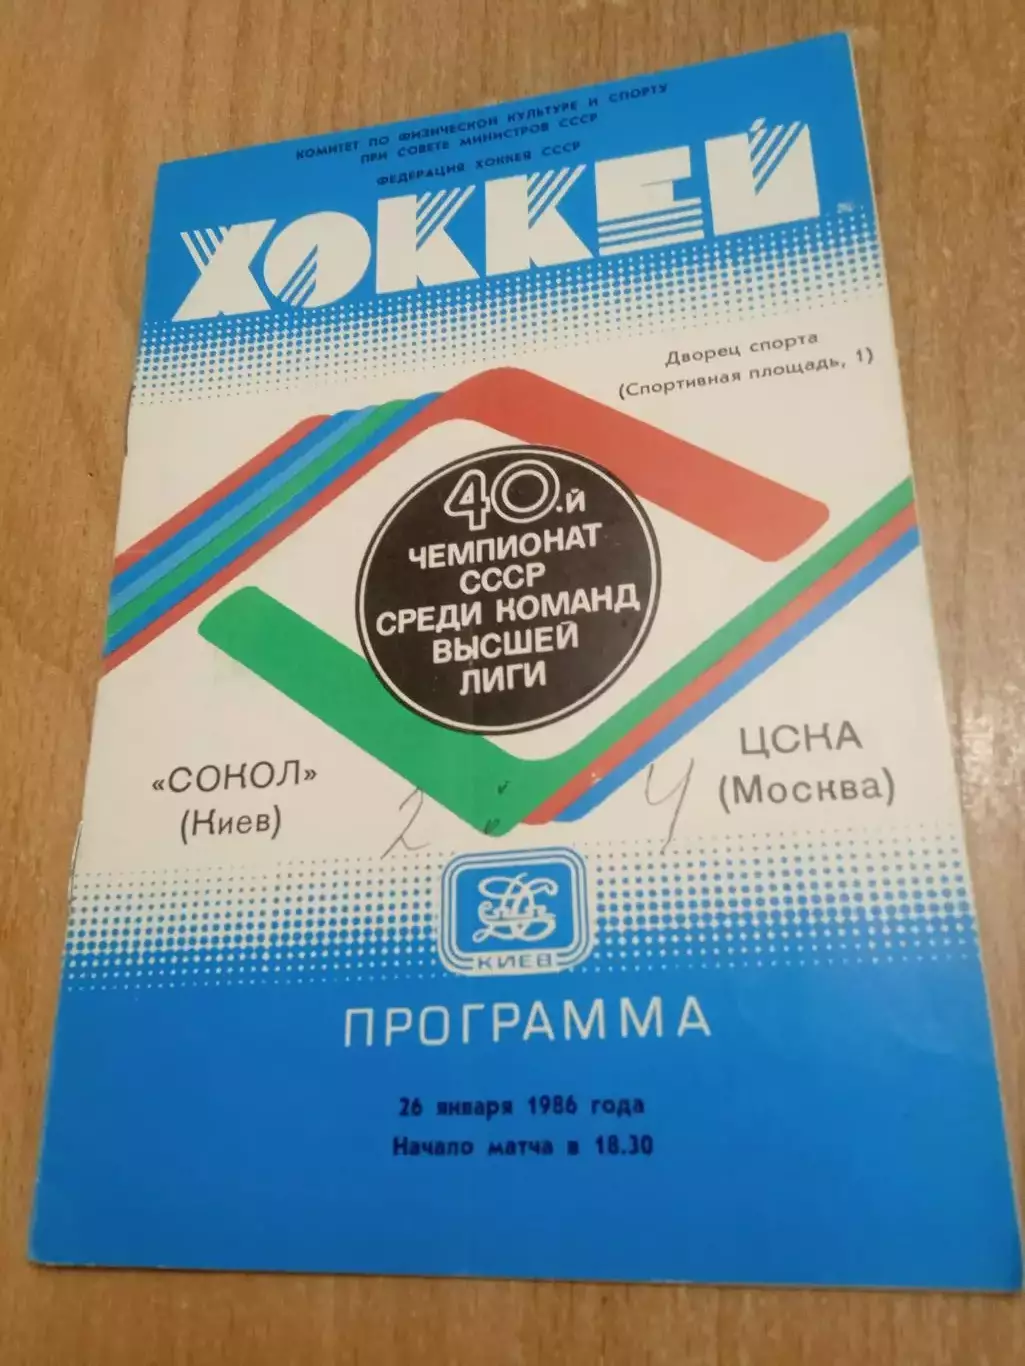 КОМИТЕТ ПО ФИЗИЧЕСКОЙ КУЛЬТУРЕ И СПОРТУ
ПРИ СОВЕТЕ МИНИСТРОВ СССР
ФЕДЕРАЦИЯ ХОККЕЯ СССР
ХОККЕЙ
Дворец спорта
(Спортивная площадь, 1)
40-й
ЧЕМПИОНАТ
СССР
СРЕДИ КОМАНД
ВЫСШЕЙ
ЛИГИ
«СОКОЛ»
(Киев)
2 : 4
ЦСКА
(Москва)
КИЕВ
ПРОГРАММА
26 января 1986 года
Начало матча в 18.30